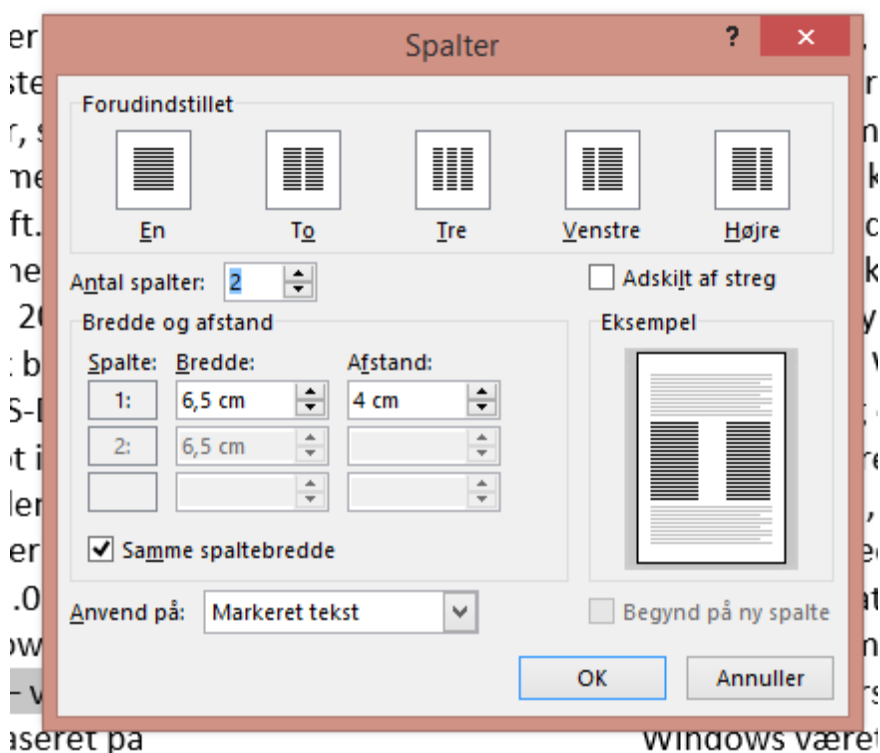 Spalter
?
Forudindstillet
En To Tre Venstre Højre
Antal spalter: 2
Adskilt af streg
Bredde og afstand
Eksempel
Spalte: Bredde: Afstand:
1: 6,5 cm 4 cm
2: 6,5 cm
Samme spaltebredde
Anvend på: Markeret tekst
Begynd på ny spalte
OK Annuller
Windows været